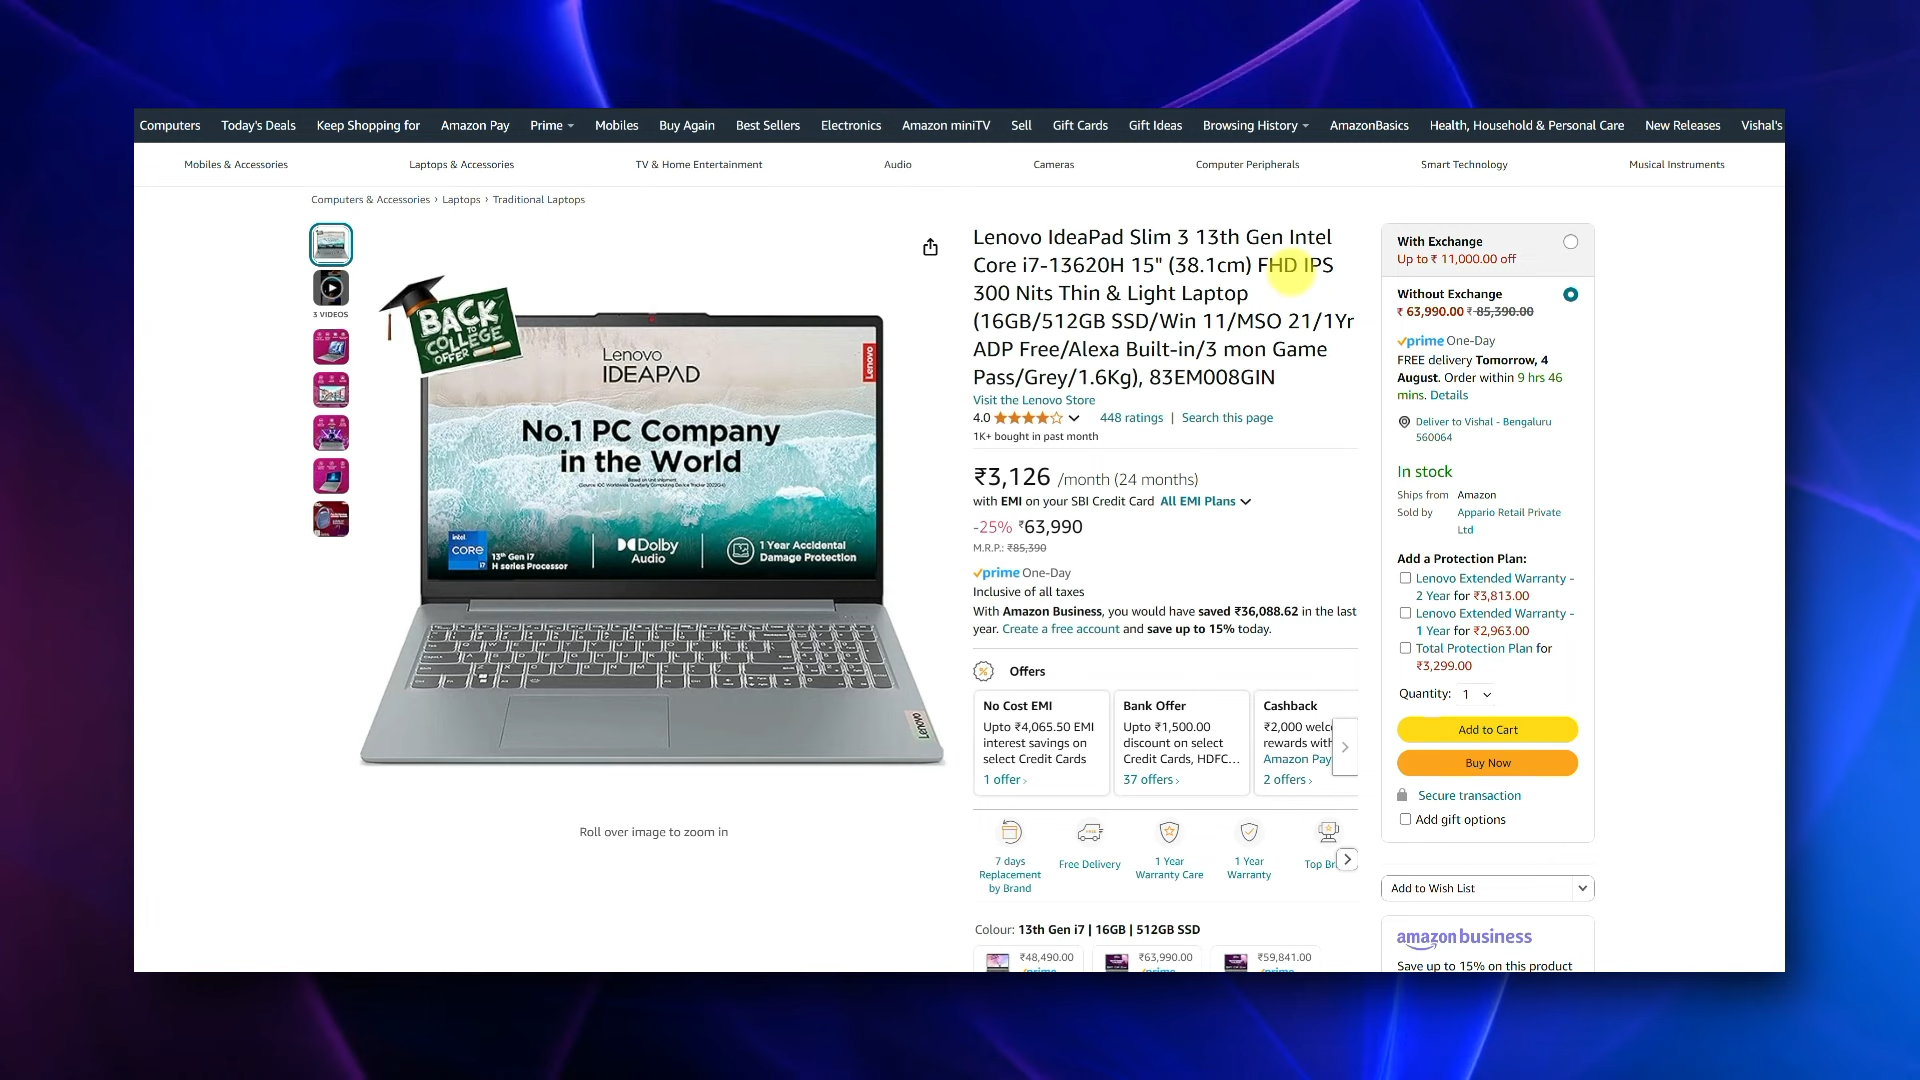 Computers Today's Deals Keep Shopping for Amazon Pay Prime Mobiles Buy Again Best Sellers Electronics Amazon miniTV Sell Gift Cards Gift Ideas Browsing History AmazonBasics Health, Household & Personal Care New Releases Vishal's
Mobiles & Accessories Laptops & Accessories TV & Home Entertainment Audio Cameras Computer Peripherals Smart Technology Musical Instruments
Computers & Accessories › Laptops › Traditional Laptops
3 VIDEOS
BACK
TO
COLLEGE
OFFER
Lenovo
IDEAPAD
Lenovo
No.1 PC Company
in the World
intel
CORE
i7
13th Gen i7
H series Processor
Dolby
Audio
1 Year Accidental
Damage Protection
Lenovo
Roll over image to zoom in
Lenovo IdeaPad Slim 3 13th Gen Intel
Core i7-13620H 15" (38.1cm) FHD IPS
300 Nits Thin & Light Laptop
(16GB/512GB SSD/Win 11/MSO 21/1Yr
ADP Free/Alexa Built-in/3 mon Game
Pass/Grey/1.6Kg), 83EM008GIN
Visit the Lenovo Store
4.0 448 ratings | Search this page
1K+ bought in past month
₹3,126 /month (24 months)
with EMI on your SBI Credit Card All EMI Plans
-25% ₹63,990
M.R.P.: ₹85,390
prime One-Day
Inclusive of all taxes
With Amazon Business, you would have saved ₹36,088.62 in the last
year. Create a free account and save up to 15% today.
Offers
No Cost EMI
Upto ₹4,065.50 EMI
interest savings on
select Credit Cards
1 offer ›
Bank Offer
Upto ₹1,500.00
discount on select
Credit Cards, HDFC...
37 offers ›
Cashback
₹2,000 welc
rewards with
Amazon Pay
2 offers ›
7 days
Replacement
by Brand
Free Delivery
1 Year
Warranty Care
1 Year
Warranty
Top Br
Colour: 13th Gen i7 | 16GB | 512GB SSD
₹48,490.00 ₹63,990.00 ₹59,841.00
prime prime prime
With Exchange
Up to ₹ 11,000.00 off
Without Exchange
₹ 63,990.00 ₹ 85,390.00
prime One-Day
FREE delivery Tomorrow, 4
August. Order within 9 hrs 46
mins. Details
Deliver to Vishal - Bengaluru
560064
In stock
Ships from Amazon
Sold by Appario Retail Private
Ltd
Add a Protection Plan:
Lenovo Extended Warranty -
2 Year for ₹3,813.00
Lenovo Extended Warranty -
1 Year for ₹2,963.00
Total Protection Plan for
₹3,299.00
Quantity: 1
Add to Cart
Buy Now
Secure transaction
Add gift options
Add to Wish List
amazon business
Save up to 15% on this product